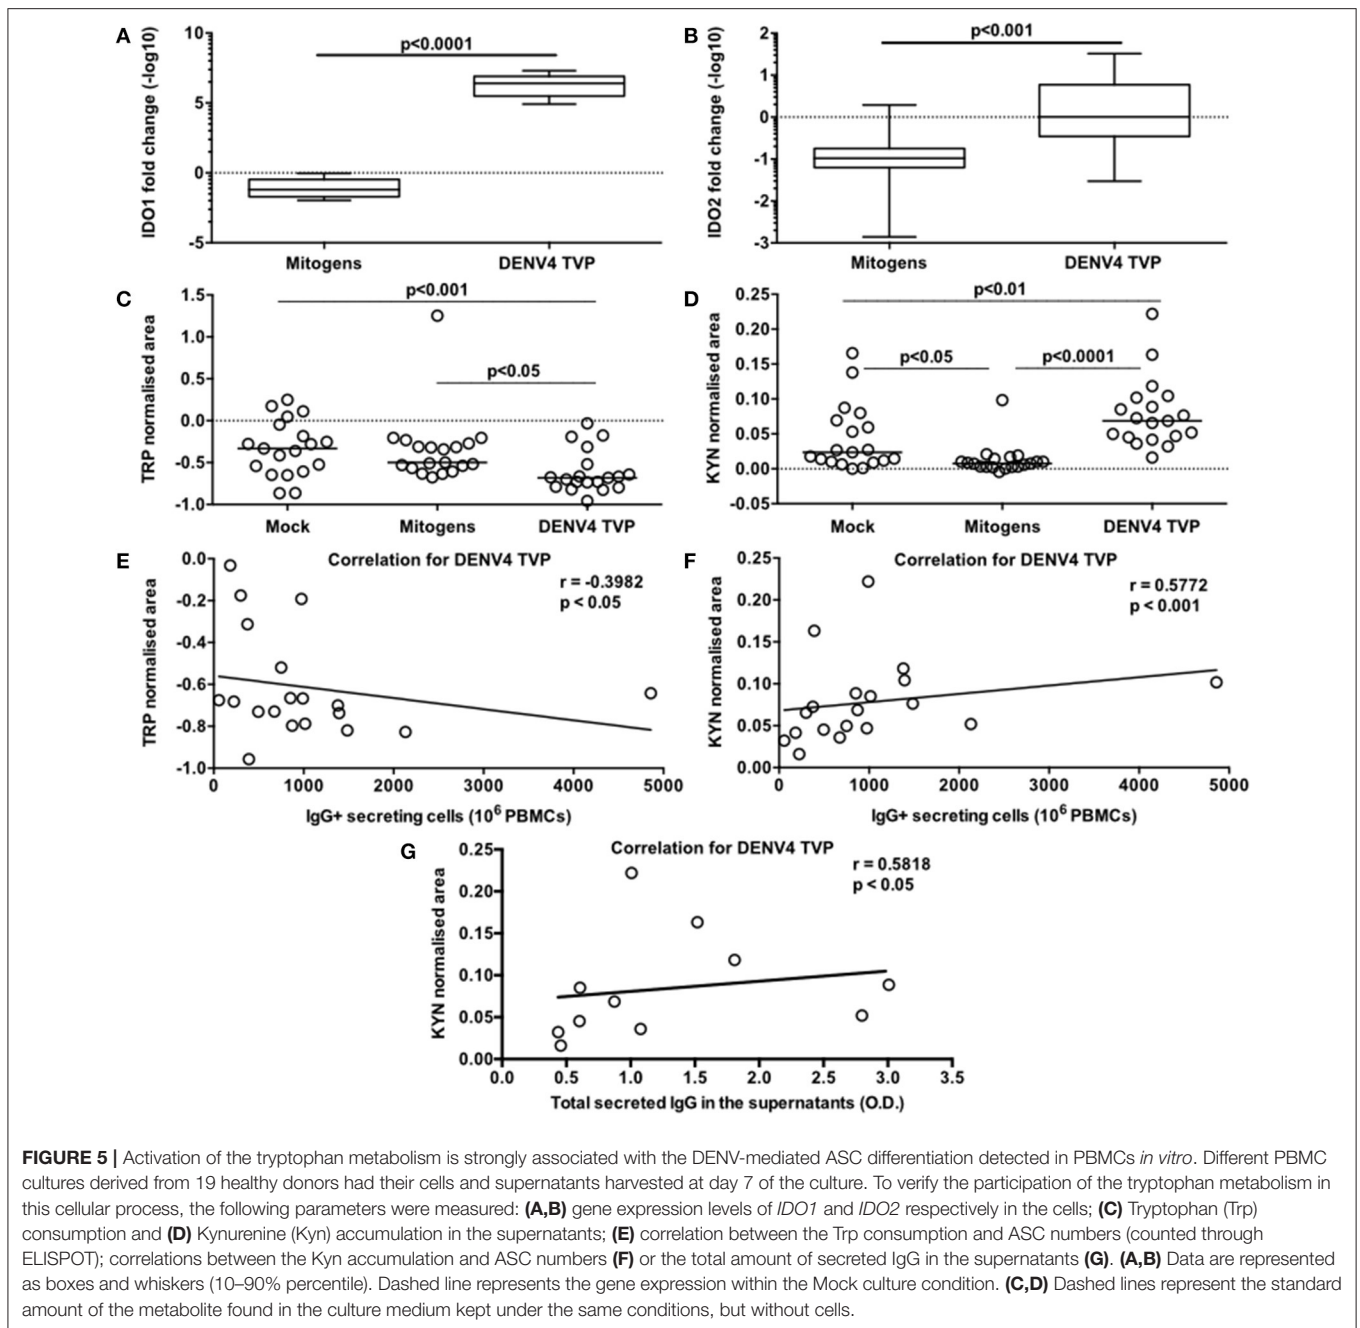 A
IDO1 fold change (-log10)
10
5
0
-5
p<0.0001
Mitogens
DENV4 TVP
B
IDO2 fold change (-log10)
2
1
0
-1
-2
-3
p<0.001
Mitogens
DENV4 TVP
C
TRP normalised area
1.5
1.0
0.5
0.0
-0.5
-1.0
p<0.001
p<0.05
Mock
Mitogens
DENV4 TVP
D
KYN normalised area
0.25
0.20
0.15
0.10
0.05
0.00
-0.05
p<0.01
p<0.05
p<0.0001
Mock
Mitogens
DENV4 TVP
E
Correlation for DENV4 TVP
r = -0.3982
p < 0.05
TRP normalised area
0.0
-0.2
-0.4
-0.6
-0.8
-1.0
0 1000 2000 3000 4000 5000
IgG+ secreting cells (10⁶ PBMCs)
F
Correlation for DENV4 TVP
r = 0.5772
p < 0.001
KYN normalised area
0.25
0.20
0.15
0.10
0.05
0.00
0 1000 2000 3000 4000 5000
IgG+ secreting cells (10⁶ PBMCs)
G
Correlation for DENV4 TVP
r = 0.5818
p < 0.05
KYN normalised area
0.25
0.20
0.15
0.10
0.05
0.00
0.0 0.5 1.0 1.5 2.0 2.5 3.0 3.5
Total secreted IgG in the supernatants (O.D.)
FIGURE 5 | Activation of the tryptophan metabolism is strongly associated with the DENV-mediated ASC differentiation detected in PBMCs in vitro. Different PBMC
cultures derived from 19 healthy donors had their cells and supernatants harvested at day 7 of the culture. To verify the participation of the tryptophan metabolism in
this cellular process, the following parameters were measured: (A,B) gene expression levels of IDO1 and IDO2 respectively in the cells; (C) Tryptophan (Trp)
consumption and (D) Kynurenine (Kyn) accumulation in the supernatants; (E) correlation between the Trp consumption and ASC numbers (counted through
ELISPOT); correlations between the Kyn accumulation and ASC numbers (F) or the total amount of secreted IgG in the supernatants (G). (A,B) Data are represented
as boxes and whiskers (10–90% percentile). Dashed line represents the gene expression within the Mock culture condition. (C,D) Dashed lines represent the standard
amount of the metabolite found in the culture medium kept under the same conditions, but without cells.